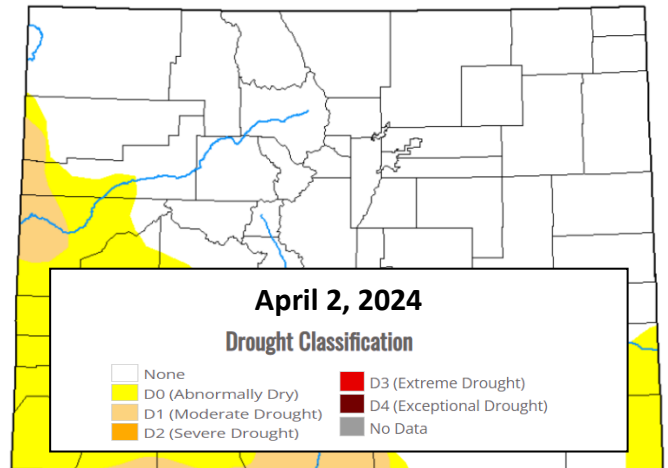 April 2, 2024
Drought Classification
None
D0 (Abnormally Dry)
D1 (Moderate Drought)
D2 (Severe Drought)
D3 (Extreme Drought)
D4 (Exceptional Drought)
No Data